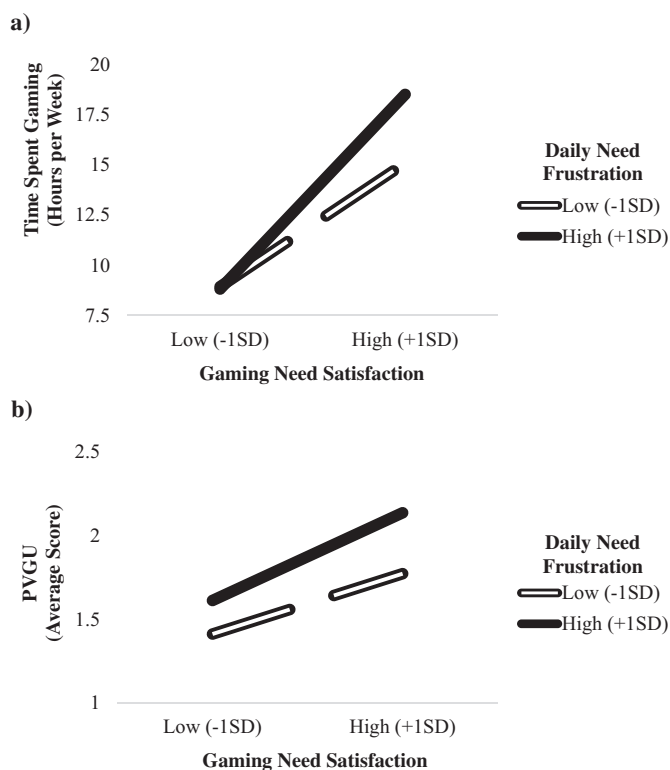 a)
Time Spent Gaming
(Hours per Week)
20
17.5
15
12.5
10
7.5
Low (-1SD)
High (+1SD)
Gaming Need Satisfaction
Daily Need
Frustration
Low (-1SD)
High (+1SD)
b)
PVGU
(Average Score)
2.5
2
1.5
1
Low (-1SD)
High (+1SD)
Gaming Need Satisfaction
Daily Need
Frustration
Low (-1SD)
High (+1SD)